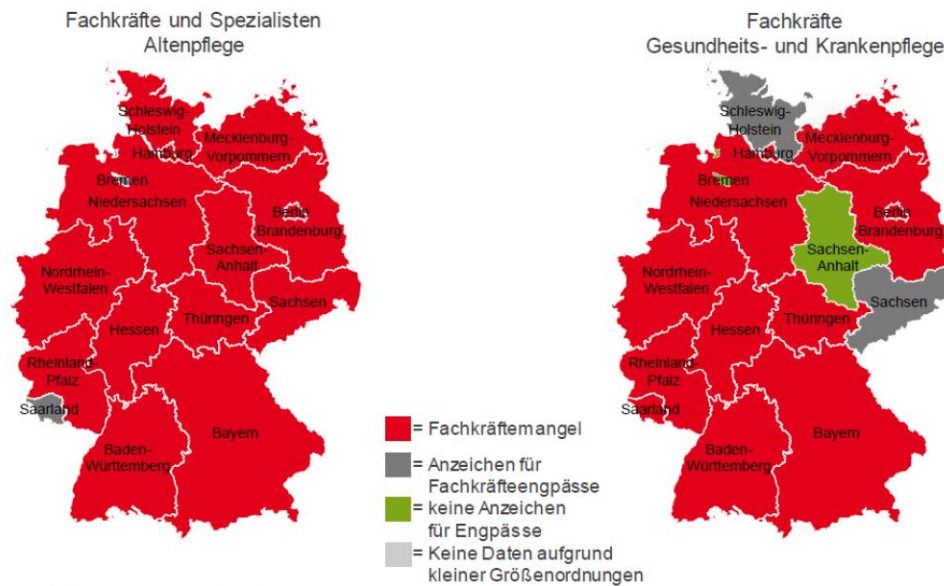 Fachkräfte und Spezialisten
Altenpflege
Schleswig-
Holstein
Mecklenburg-
Vorpommern
Hamburg
Bremen
Niedersachsen
Berlin
Brandenburg
Sachsen-
Anhalt
Nordrhein-
Westfalen
Sachsen
Thüringen
Hessen
Rheinland-
Pfalz
Saarland
Bayern
Baden-
Württemberg
= Fachkräftemangel
= Anzeichen für
Fachkräfteengpässe
= keine Anzeichen
für Engpässe
= Keine Daten aufgrund
kleiner Größenordnungen
Fachkräfte
Gesundheits- und Krankenpflege
Schleswig-
Holstein
Mecklenburg-
Vorpommern
Hamburg
Bremen
Niedersachsen
Berlin
Brandenburg
Sachsen-
Anhalt
Nordrhein-
Westfalen
Sachsen
Thüringen
Hessen
Rheinland-
Pfalz
Saarland
Bayern
Baden-
Württemberg